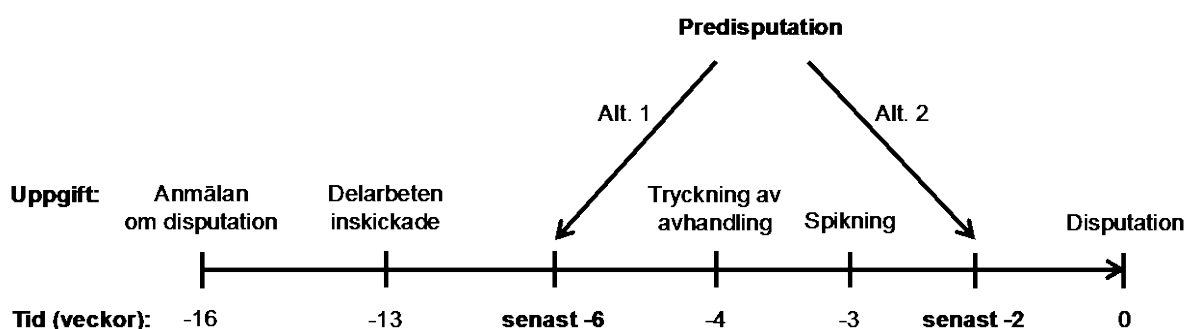 Predisputation
Alt. 1
Alt. 2
Uppgift:
Anmälan
om disputation
Delarbeten
inskickade
Tryckning av
avhandling
Spikning
Disputation
Tid (veckor):
-16
-13
senast -6
-4
-3
senast -2
0